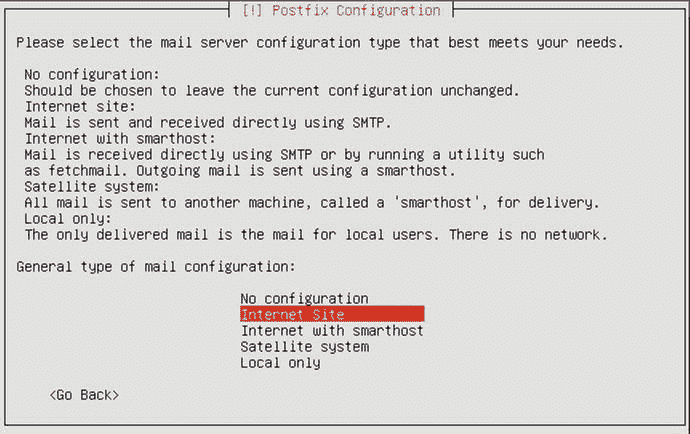 [!] Postfix Configuration
Please select the mail server configuration type that best meets your needs.
No configuration:
Should be chosen to leave the current configuration unchanged.
Internet site:
Mail is sent and received directly using SMTP.
Internet with smarthost:
Mail is received directly using SMTP or by running a utility such
as fetchmail. Outgoing mail is sent using a smarthost.
Satellite system:
All mail is sent to another machine, called a 'smarthost', for delivery.
Local only:
The only delivered mail is the mail for local users. There is no network.
General type of mail configuration:
No configuration
Internet Site
Internet with smarthost
Satellite system
Local only
<Go Back>